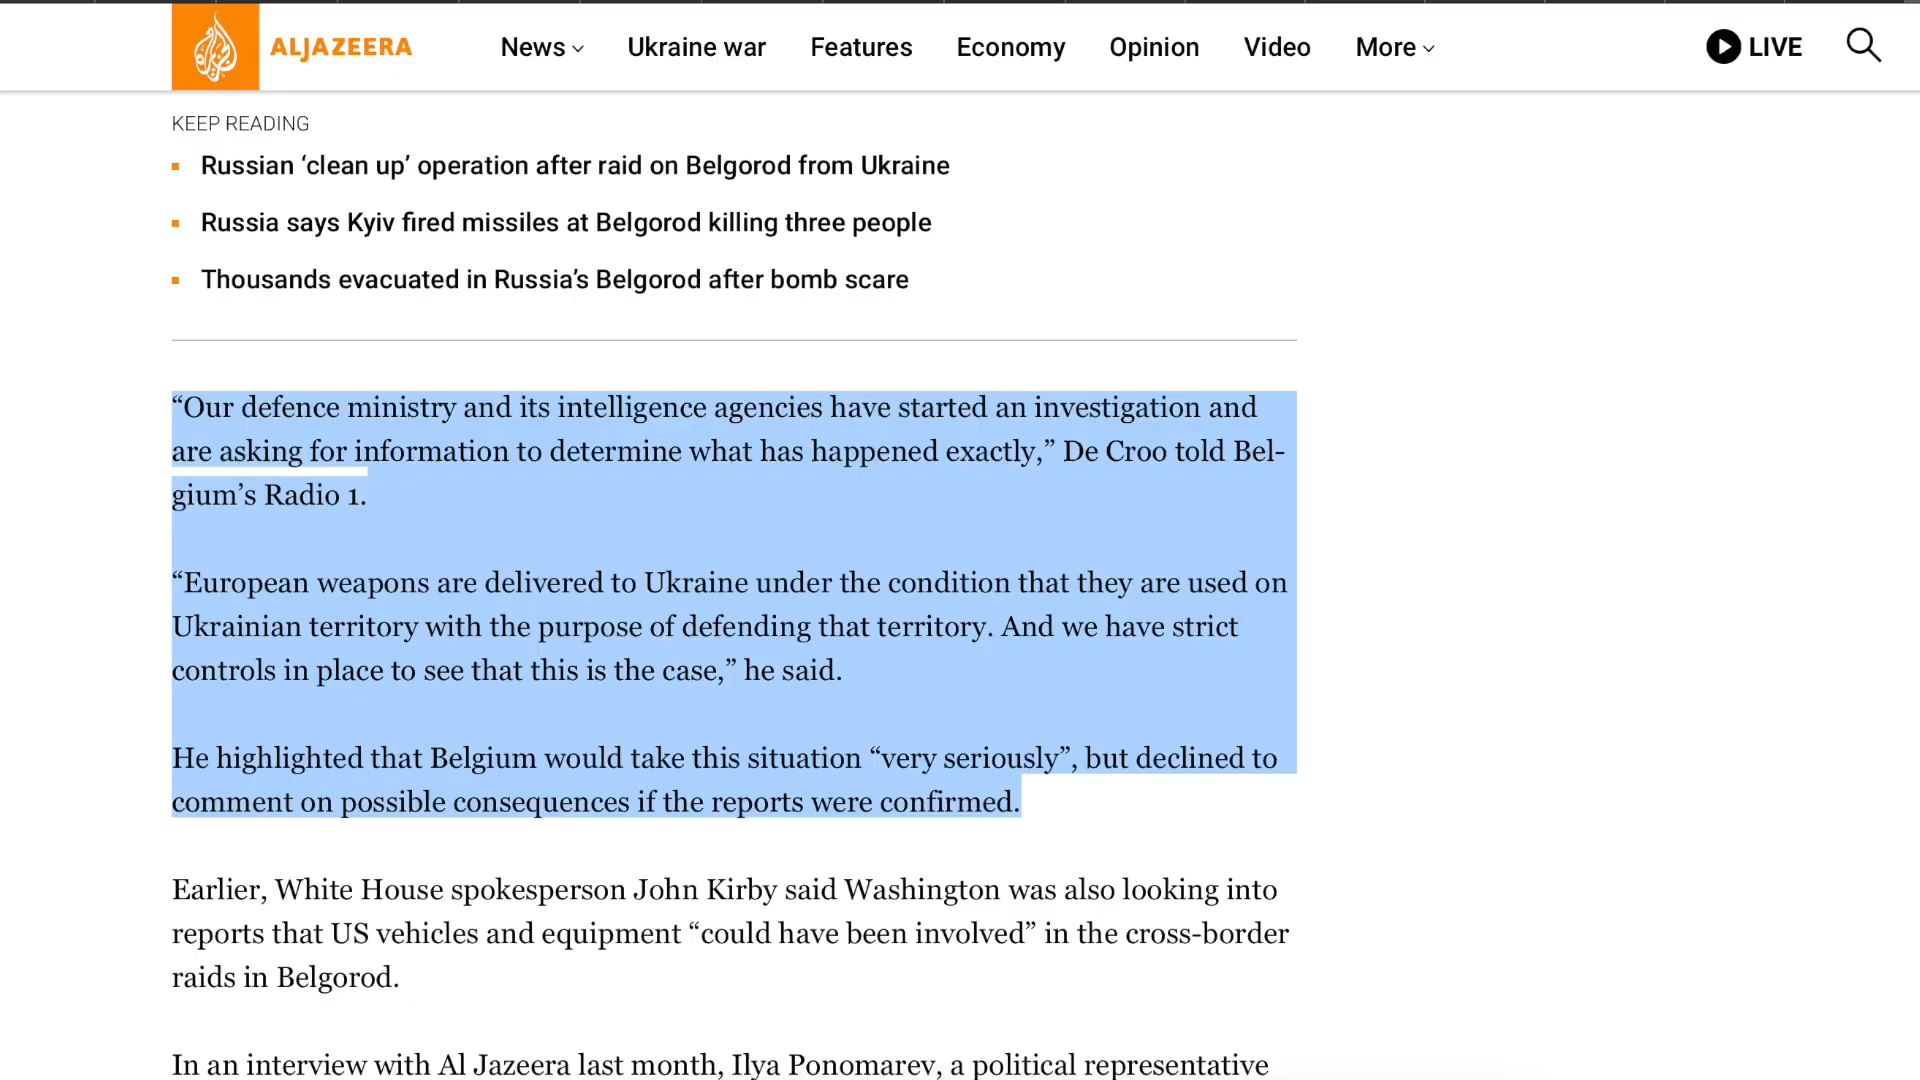 ALJAZEERA
News Ukraine war Features Economy Opinion Video More LIVE
KEEP READING
Russian ‘clean up’ operation after raid on Belgorod from Ukraine
Russia says Kyiv fired missiles at Belgorod killing three people
Thousands evacuated in Russia’s Belgorod after bomb scare
“Our defence ministry and its intelligence agencies have started an investigation and
are asking for information to determine what has happened exactly,” De Croo told Bel-
gium’s Radio 1.
“European weapons are delivered to Ukraine under the condition that they are used on
Ukrainian territory with the purpose of defending that territory. And we have strict
controls in place to see that this is the case,” he said.
He highlighted that Belgium would take this situation “very seriously”, but declined to
comment on possible consequences if the reports were confirmed.
Earlier, White House spokesperson John Kirby said Washington was also looking into
reports that US vehicles and equipment “could have been involved” in the cross-border
raids in Belgorod.
In an interview with Al Jazeera last month, Ilya Ponomarev, a political representative